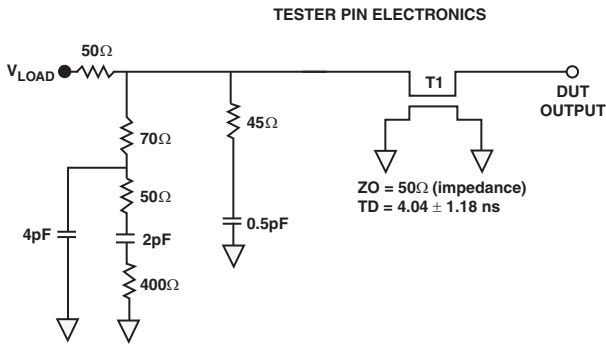 TESTER PIN ELECTRONICS
50Ω
VLOAD
T1
DUT
OUTPUT
70Ω
45Ω
50Ω
ZO = 50Ω (impedance)
TD = 4.04 ± 1.18 ns
4pF
2pF
0.5pF
400Ω